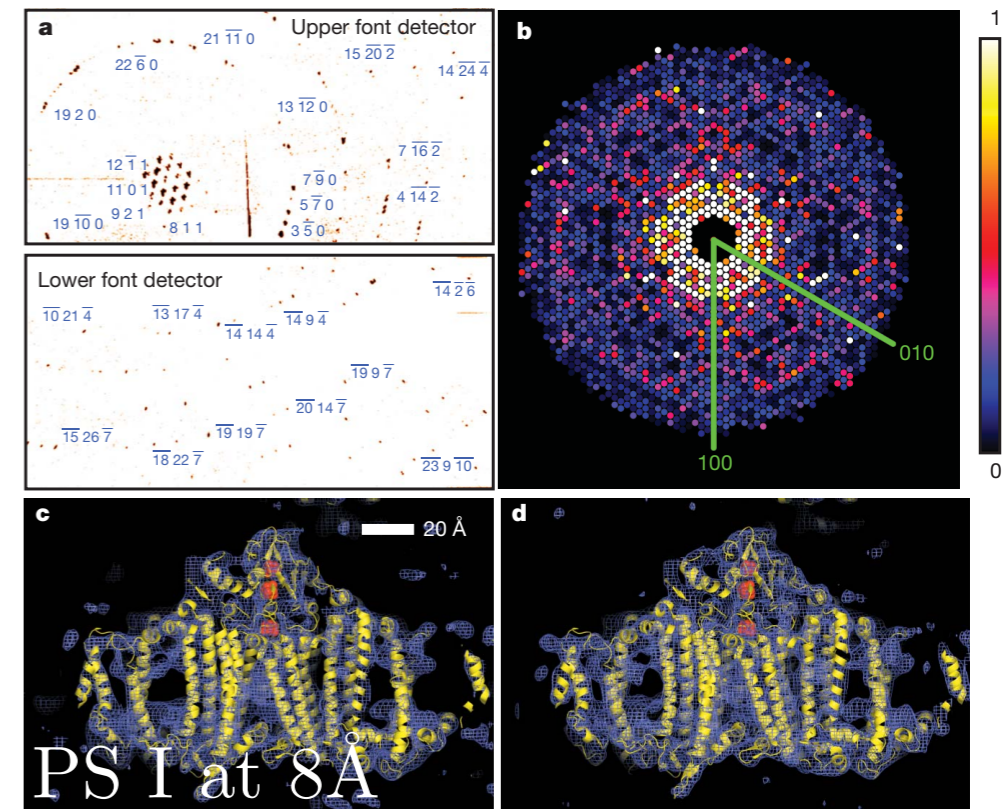 a
Upper font detector
21 1̅1̅ 0
15 2̅0̅ 2̅
22 6̅ 0
14 2̅4̅ 4̅
19 2 0
13 1̅2̅ 0
12 1̅ 1
7 1̅6̅ 2̅
11 0 1
7 9̅ 0
9 2 1
5 7̅ 0
4 1̅4̅ 2̅
19 1̅0̅ 0
8 1 1
3 5̅ 0
Lower font detector
1̅4̅ 2 6̅
1̅0̅ 21 4̅
1̅3̅ 17 4̅
1̅4̅ 14 4̅
1̅4̅ 9 4̅
1̅9̅ 9 7̅
2̅0̅ 14 7̅
1̅5̅ 26 7̅
1̅9̅ 19 7̅
1̅8̅ 22 7̅
2̅3̅ 9 1̅0̅
b
1
010
100
0
c
20 Å
PS I at 8Å
d